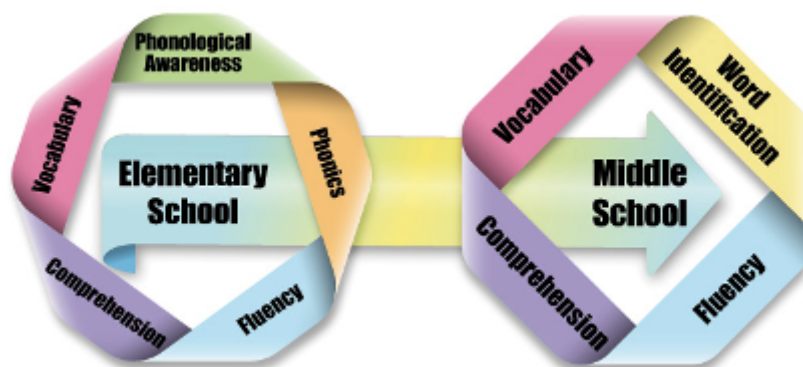 Phonological
Awareness
Vocabulary
Phonics
Elementary
School
Comprehension
Fluency
Vocabulary
Word
Identification
Middle
School
Comprehension
Fluency